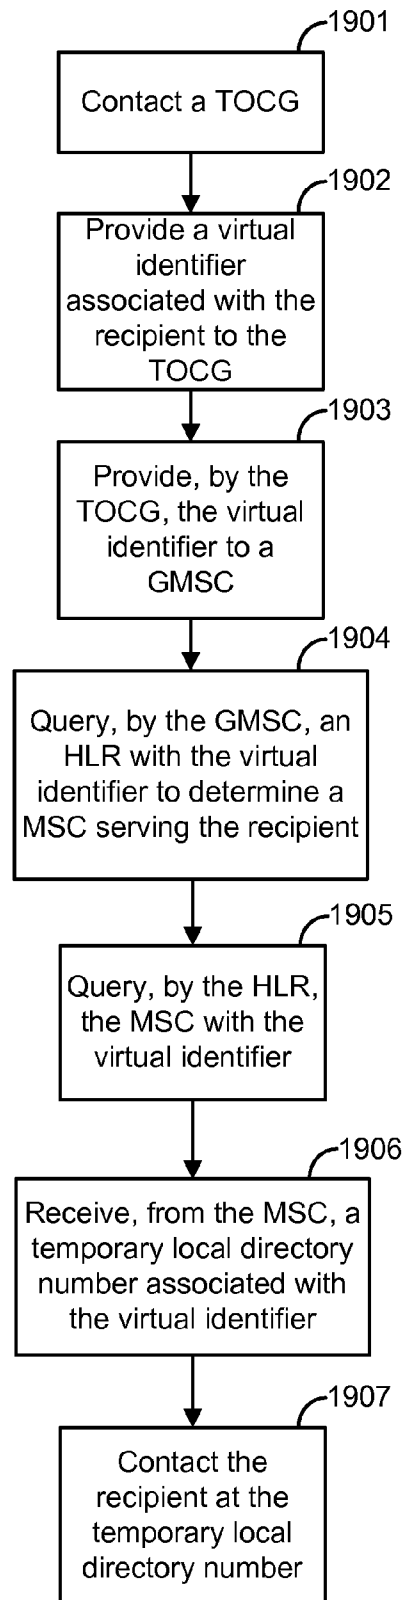 1901
Contact a TOCG
1902
Provide a virtual
identifier
associated with the
recipient to the
TOCG
1903
Provide, by the
TOCG, the virtual
identifier to a
GMSC
1904
Query, by the GMSC, an
HLR with the virtual
identifier to determine a
MSC serving the recipient
1905
Query, by the HLR,
the MSC with the
virtual identifier
1906
Receive, from the MSC, a
temporary local directory
number associated with
the virtual identifier
1907
Contact the
recipient at the
temporary local
directory number